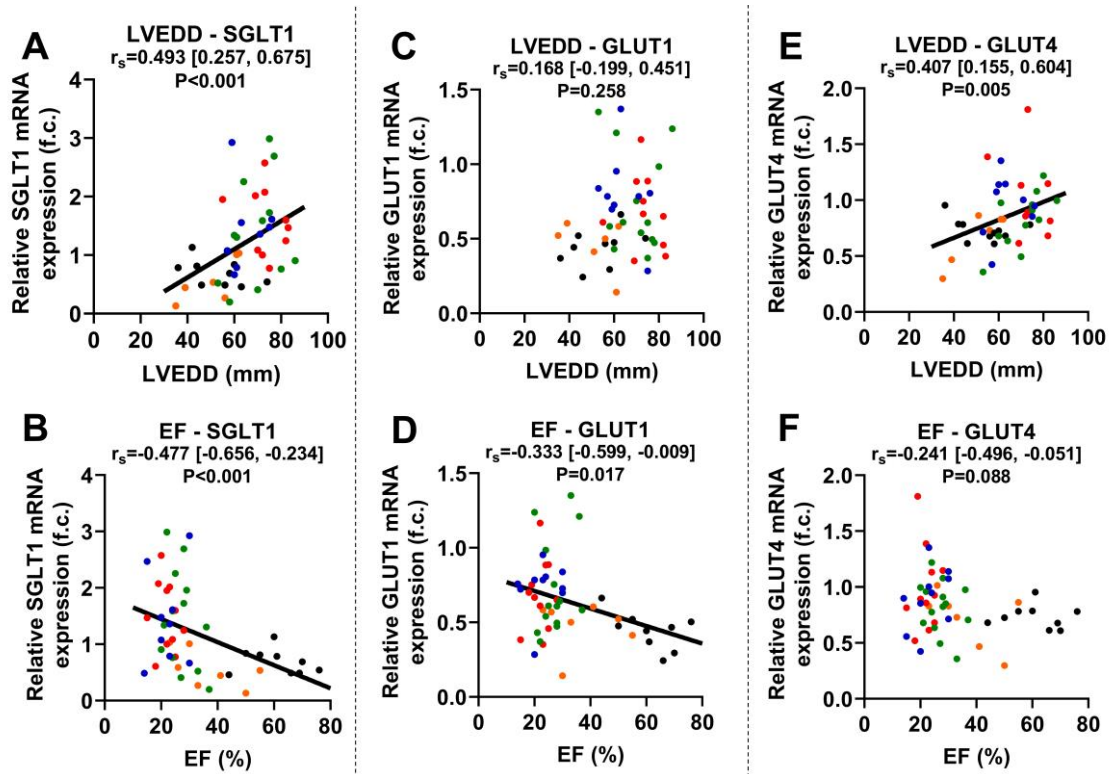 A
LVEDD - SGLT1
rs=0.493 [0.257, 0.675]
P<0.001
Relative SGLT1 mRNA
expression (f.c.)
4
3
2
1
0
0 20 40 60 80 100
LVEDD (mm)
C
LVEDD - GLUT1
rs=0.168 [-0.199, 0.451]
P=0.258
Relative GLUT1 mRNA
expression (f.c.)
1.5
1.0
0.5
0.0
0 20 40 60 80 100
LVEDD (mm)
E
LVEDD - GLUT4
rs=0.407 [0.155, 0.604]
P=0.005
Relative GLUT4 mRNA
expression (f.c.)
2.0
1.5
1.0
0.5
0.0
0 20 40 60 80 100
LVEDD (mm)
B
EF - SGLT1
rs=-0.477 [-0.656, -0.234]
P<0.001
Relative SGLT1 mRNA
expression (f.c.)
4
3
2
1
0
0 20 40 60 80
EF (%)
D
EF - GLUT1
rs=-0.333 [-0.599, -0.009]
P=0.017
Relative GLUT1 mRNA
expression (f.c.)
1.5
1.0
0.5
0.0
0 20 40 60 80
EF (%)
F
EF - GLUT4
rs=-0.241 [-0.496, -0.051]
P=0.088
Relative GLUT4 mRNA
expression (f.c.)
2.0
1.5
1.0
0.5
0.0
0 20 40 60 80
EF (%)